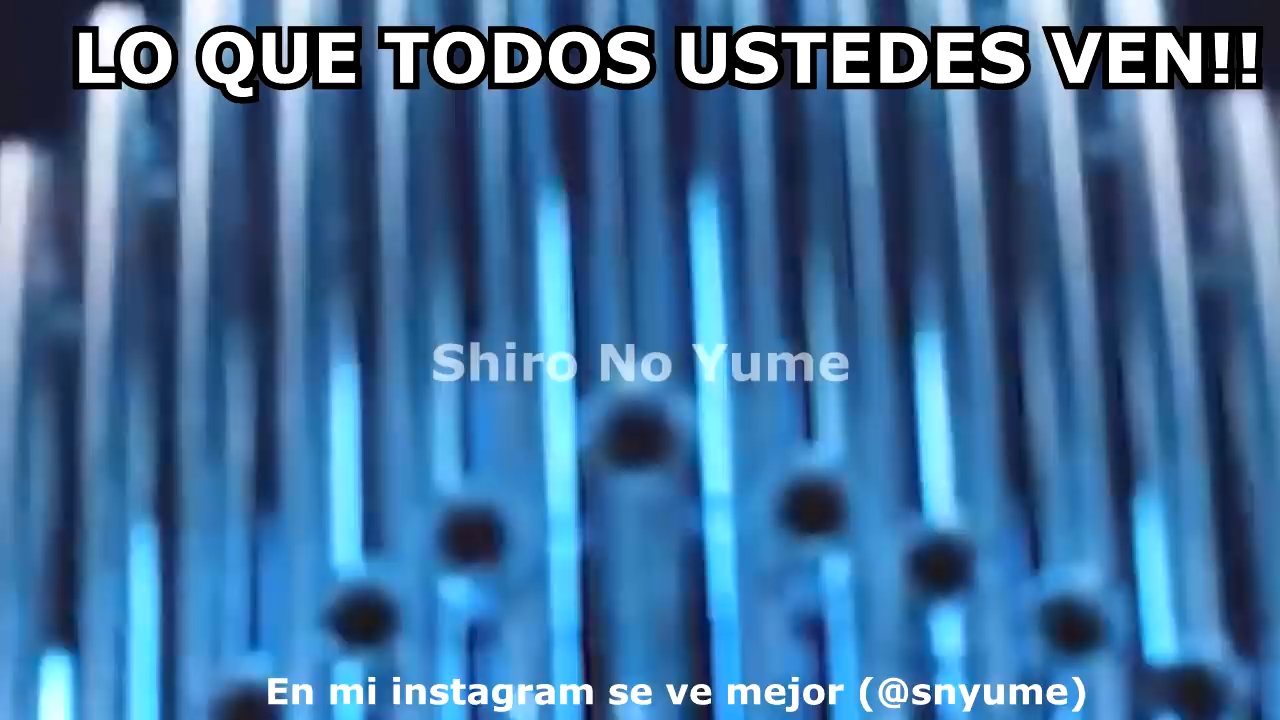 LO QUE TODOS USTEDES VEN!!
Shiro No Yume
En mi instagram se ve mejor (@snyume)